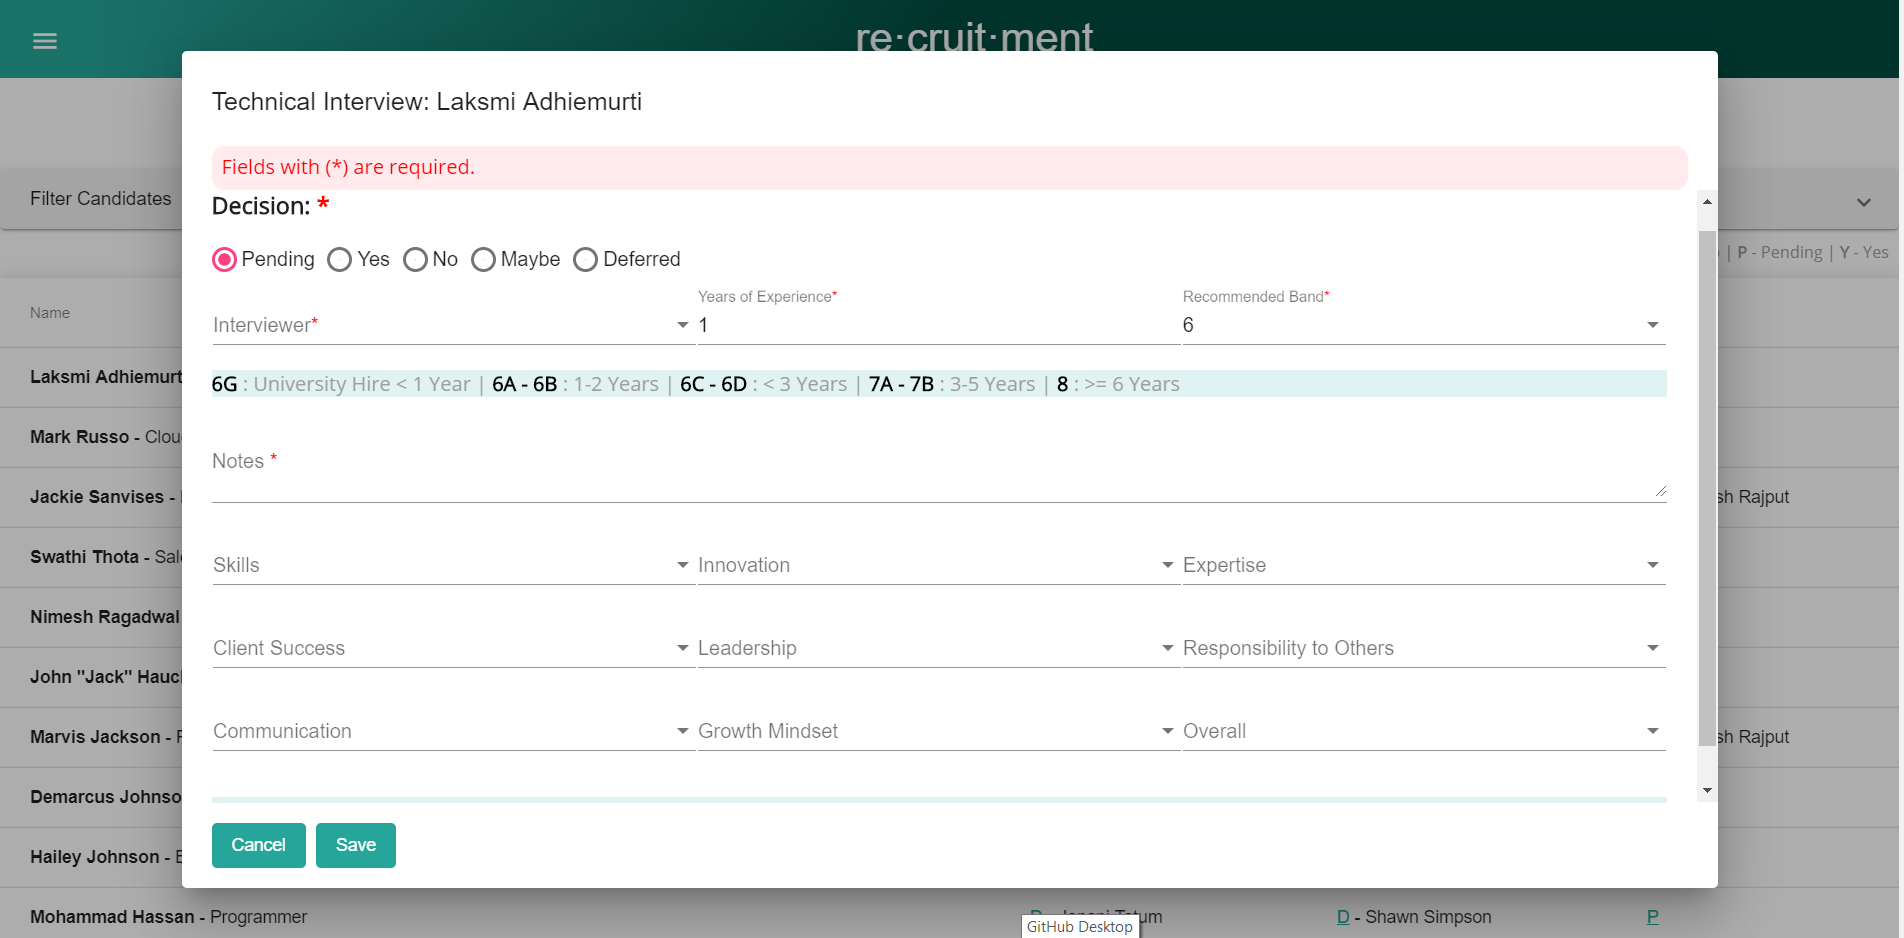 re·cruit·ment
Technical Interview: Laksmi Adhiemurti
Fields with (*) are required.
Decision: *
Pending Yes No Maybe Deferred
Interviewer*
Years of Experience*
1
Recommended Band*
6
6G : University Hire < 1 Year | 6A - 6B : 1-2 Years | 6C - 6D : < 3 Years | 7A - 7B : 3-5 Years | 8 : >= 6 Years
Notes *
Skills Innovation Expertise
Client Success Leadership Responsibility to Others
Communication Growth Mindset Overall
Cancel Save
Filter Candidates
| P - Pending | Y - Yes
Name
Laksmi Adhiemurt
Mark Russo - Clou
Jackie Sanvises - sh Rajput
Swathi Thota - Sal
Nimesh Ragadwal
John "Jack" Hauc
Marvis Jackson - sh Rajput
Demarcus Johnso
Hailey Johnson -
Mohammad Hassan - Programmer D - Shawn Simpson P
GitHub Desktop